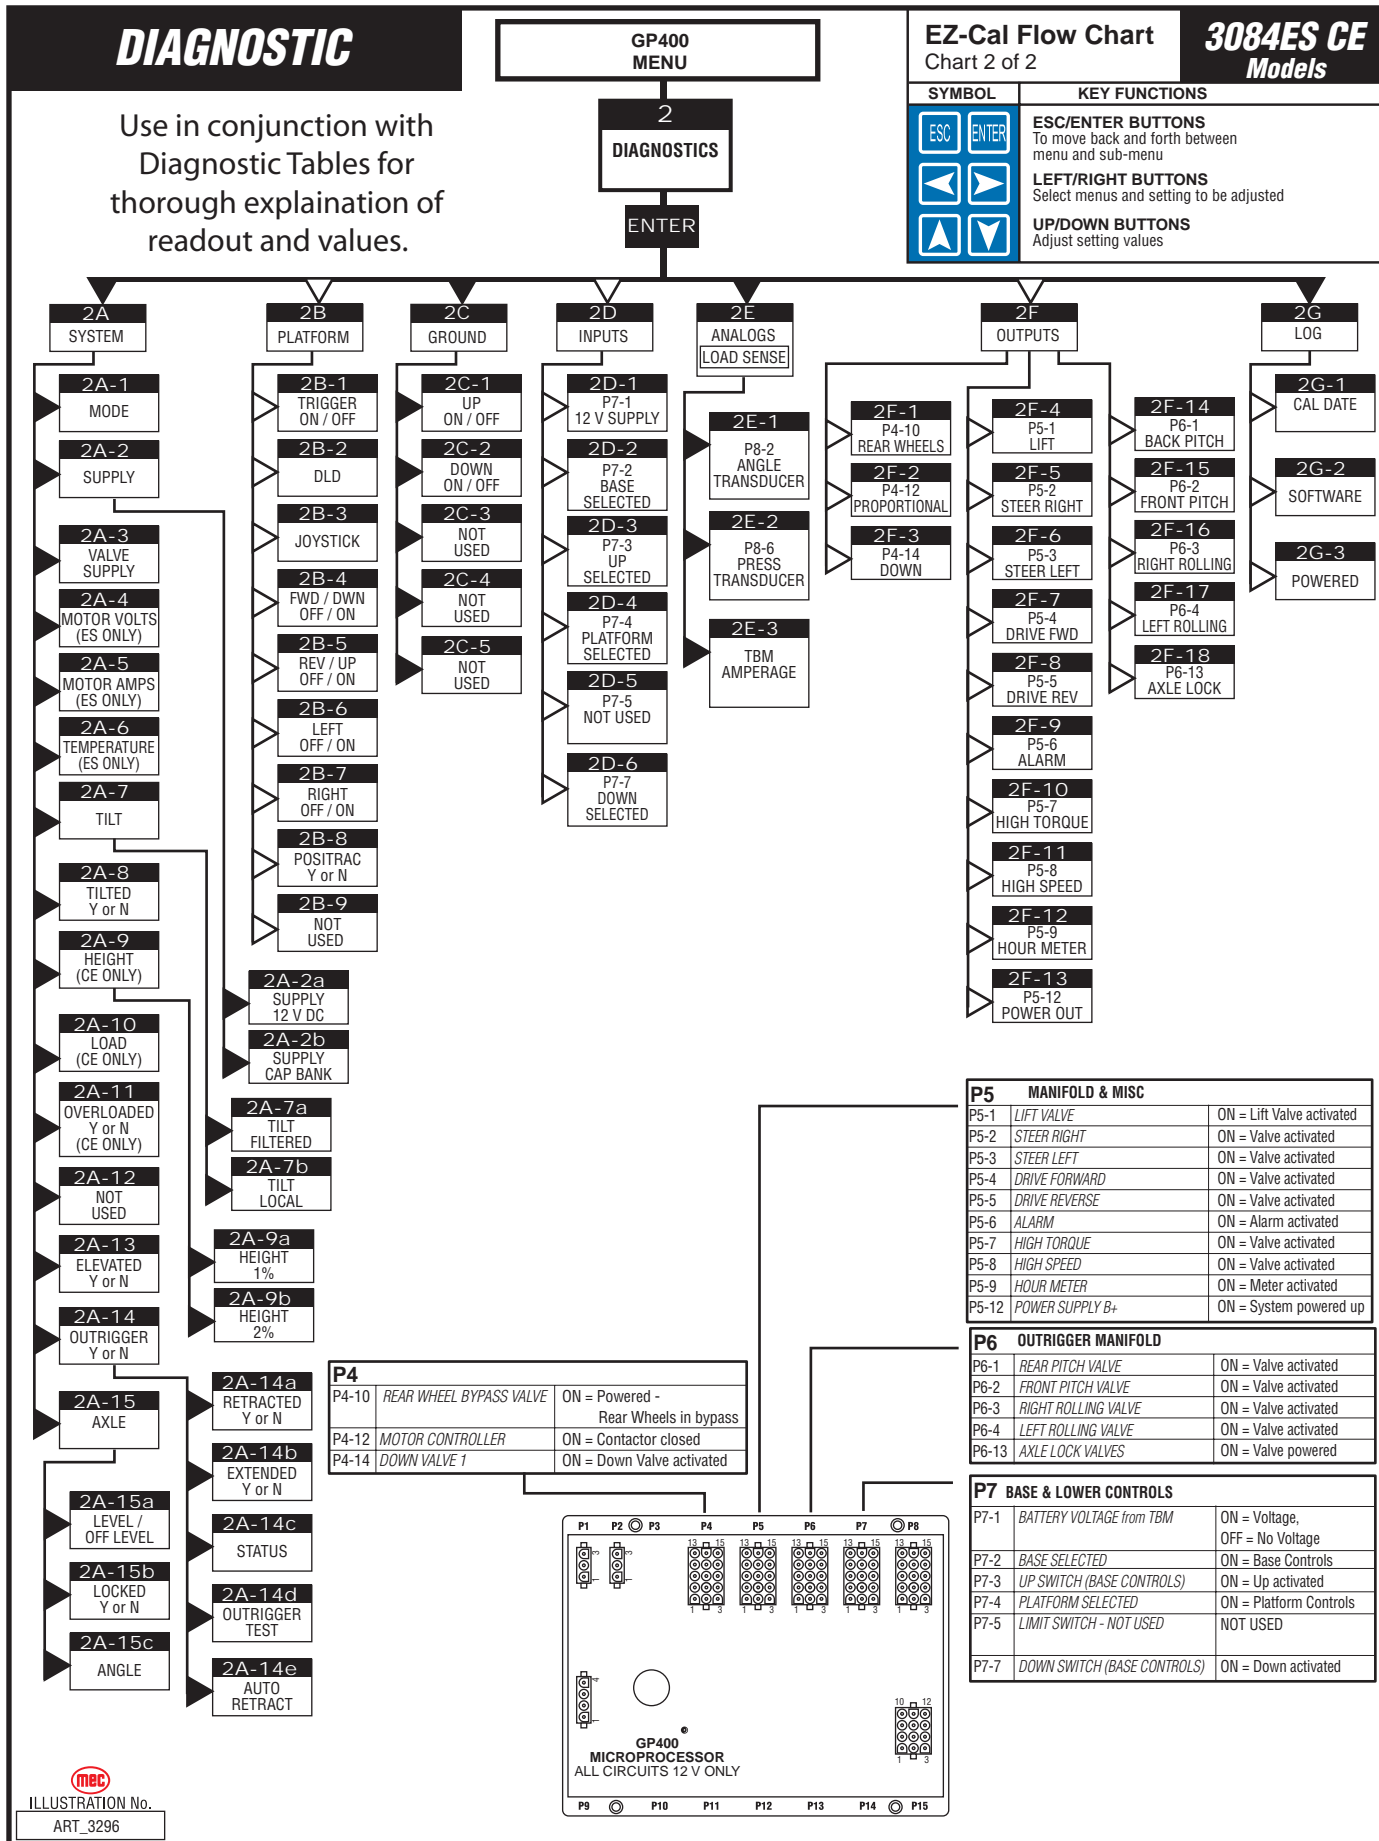 DIAGNOSTIC
Use in conjunction with
Diagnostic Tables for
thorough explaination of
readout and values.
GP400
MENU
2
DIAGNOSTICS
ENTER
EZ-Cal Flow Chart
Chart 2 of 2
3084ES CE
Models
SYMBOL
KEY FUNCTIONS
ESC
ENTER
ESC/ENTER BUTTONS
To move back and forth between
menu and sub-menu
LEFT/RIGHT BUTTONS
Select menus and setting to be adjusted
UP/DOWN BUTTONS
Adjust setting values
2A
SYSTEM
2A-1
MODE
2A-2
SUPPLY
2A-3
VALVE
SUPPLY
2A-4
MOTOR VOLTS
(ES ONLY)
2A-5
MOTOR AMPS
(ES ONLY)
2A-6
TEMPERATURE
(ES ONLY)
2A-7
TILT
2A-8
TILTED
Y or N
2A-9
HEIGHT
(CE ONLY)
2A-10
LOAD
(CE ONLY)
2A-11
OVERLOADED
Y or N
(CE ONLY)
2A-12
NOT
USED
2A-13
ELEVATED
Y or N
2A-14
OUTRIGGER
Y or N
2A-15
AXLE
2A-15a
LEVEL /
OFF LEVEL
2A-15b
LOCKED
Y or N
2A-15c
ANGLE
2B
PLATFORM
2B-1
TRIGGER
ON / OFF
2B-2
DLD
2B-3
JOYSTICK
2B-4
FWD / DWN
OFF / ON
2B-5
REV / UP
OFF / ON
2B-6
LEFT
OFF / ON
2B-7
RIGHT
OFF / ON
2B-8
POSITRAC
Y or N
2B-9
NOT
USED
2A-2a
SUPPLY
12 V DC
2A-2b
SUPPLY
CAP BANK
2A-7a
TILT
FILTERED
2A-7b
TILT
LOCAL
2A-9a
HEIGHT
1%
2A-9b
HEIGHT
2%
2A-14a
RETRACTED
Y or N
2A-14b
EXTENDED
Y or N
2A-14c
STATUS
2A-14d
OUTRIGGER
TEST
2A-14e
AUTO
RETRACT
2C
GROUND
2C-1
UP
ON / OFF
2C-2
DOWN
ON / OFF
2C-3
NOT
USED
2C-4
NOT
USED
2C-5
NOT
USED
2D
INPUTS
2D-1
P7-1
12 V SUPPLY
2D-2
P7-2
BASE
SELECTED
2D-3
P7-3
UP
SELECTED
2D-4
P7-4
PLATFORM
SELECTED
2D-5
P7-5
NOT USED
2D-6
P7-7
DOWN
SELECTED
2E
ANALOGS
LOAD SENSE
2E-1
P8-2
ANGLE
TRANSDUCER
2E-2
P8-6
PRESS
TRANSDUCER
2E-3
TBM
AMPERAGE
2F
OUTPUTS
2F-1
P4-10
REAR WHEELS
2F-2
P4-12
PROPORTIONAL
2F-3
P4-14
DOWN
2F-4
P5-1
LIFT
2F-5
P5-2
STEER RIGHT
2F-6
P5-3
STEER LEFT
2F-7
P5-4
DRIVE FWD
2F-8
P5-5
DRIVE REV
2F-9
P5-6
ALARM
2F-10
P5-7
HIGH TORQUE
2F-11
P5-8
HIGH SPEED
2F-12
P5-9
HOUR METER
2F-13
P5-12
POWER OUT
2F-14
P6-1
BACK PITCH
2F-15
P6-2
FRONT PITCH
2F-16
P6-3
RIGHT ROLLING
2F-17
P6-4
LEFT ROLLING
2F-18
P6-13
AXLE LOCK
2G
LOG
2G-1
CAL DATE
2G-2
SOFTWARE
2G-3
POWERED
P5 MANIFOLD & MISC
P5-1 LIFT VALVE ON = Lift Valve activated
P5-2 STEER RIGHT ON = Valve activated
P5-3 STEER LEFT ON = Valve activated
P5-4 DRIVE FORWARD ON = Valve activated
P5-5 DRIVE REVERSE ON = Valve activated
P5-6 ALARM ON = Alarm activated
P5-7 HIGH TORQUE ON = Valve activated
P5-8 HIGH SPEED ON = Valve activated
P5-9 HOUR METER ON = Meter activated
P5-12 POWER SUPPLY B+ ON = System powered up
P6 OUTRIGGER MANIFOLD
P6-1 REAR PITCH VALVE ON = Valve activated
P6-2 FRONT PITCH VALVE ON = Valve activated
P6-3 RIGHT ROLLING VALVE ON = Valve activated
P6-4 LEFT ROLLING VALVE ON = Valve activated
P6-13 AXLE LOCK VALVES ON = Valve powered
P4
P4-10 REAR WHEEL BYPASS VALVE ON = Powered -
Rear Wheels in bypass
P4-12 MOTOR CONTROLLER ON = Contactor closed
P4-14 DOWN VALVE 1 ON = Down Valve activated
P7 BASE & LOWER CONTROLS
P7-1 BATTERY VOLTAGE from TBM ON = Voltage,
OFF = No Voltage
P7-2 BASE SELECTED ON = Base Controls
P7-3 UP SWITCH (BASE CONTROLS) ON = Up activated
P7-4 PLATFORM SELECTED ON = Platform Controls
P7-5 LIMIT SWITCH - NOT USED NOT USED
P7-7 DOWN SWITCH (BASE CONTROLS) ON = Down activated
P1 P2 P3 P4 P5 P6 P7 P8
3 3 13 15 13 15 13 15 13 15 13 15
1 1 1 3 1 3 1 3 1 3 1 3
4
1
10 12
1 3
GP400
MICROPROCESSOR
ALL CIRCUITS 12 V ONLY
P9 P10 P11 P12 P13 P14 P15
mec
ILLUSTRATION No.
ART_3296